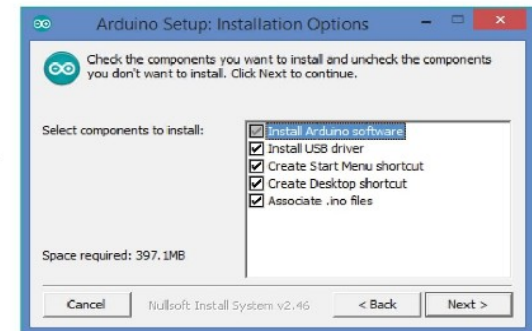 Arduino Setup: Installation Options
Check the components you want to install and uncheck the components
you don't want to install. Click Next to continue.
Select components to install:
Install Arduino software
Install USB driver
Create Start Menu shortcut
Create Desktop shortcut
Associate .ino files
Space required: 397.1MB
Cancel
Nullsoft Install System v2.46
< Back
Next >